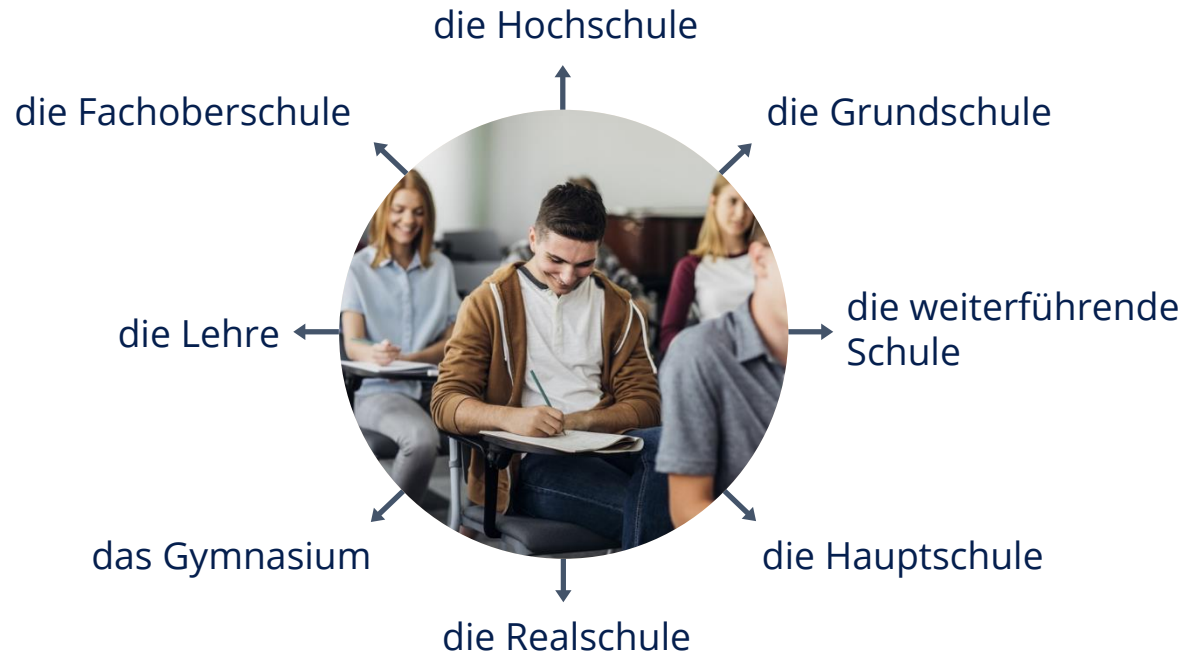 die Hochschule
die Fachoberschule
die Grundschule
die Lehre
die weiterführende
Schule
das Gymnasium
die Hauptschule
die Realschule